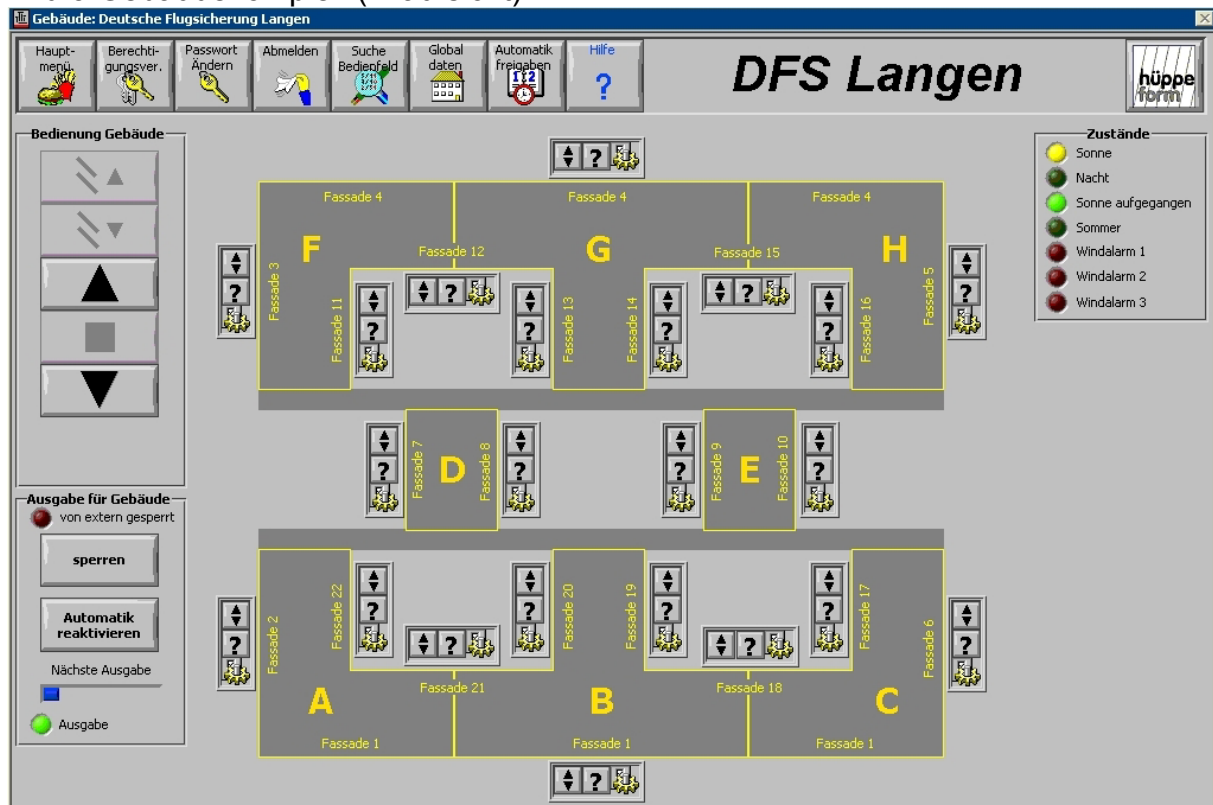 Gebäude: Deutsche Flugsicherung Langen
Haupt-
menü.
Berechti-
gungsver.
Passwort
Ändern
Abmelden
Suche
Bedienfeld
Global
daten
Automatik
freigaben
Hilfe
?
DFS Langen
hüppe
form
Bedienung Gebäude
Zustände
Sonne
Nacht
Sonne aufgegangen
Sommer
Windalarm 1
Windalarm 2
Windalarm 3
?
Fassade 4
Fassade 4
Fassade 4
F
G
H
Fassade 12
Fassade 15
Fassade 3
Fassade 11
Fassade 13
Fassade 14
Fassade 16
Fassade 5
?
?
?
?
?
?
?
?
Fassade 7
D
Fassade 8
Fassade 9
E
Fassade 10
?
?
?
?
Ausgabe für Gebäude
von extern gesperrt
sperren
Automatik
reaktivieren
Nächste Ausgabe
Ausgabe
Fassade 2
Fassade 22
Fassade 20
Fassade 19
Fassade 17
Fassade 6
?
?
?
?
?
?
?
?
Fassade 21
Fassade 18
A
B
C
Fassade 1
Fassade 1
Fassade 1
?